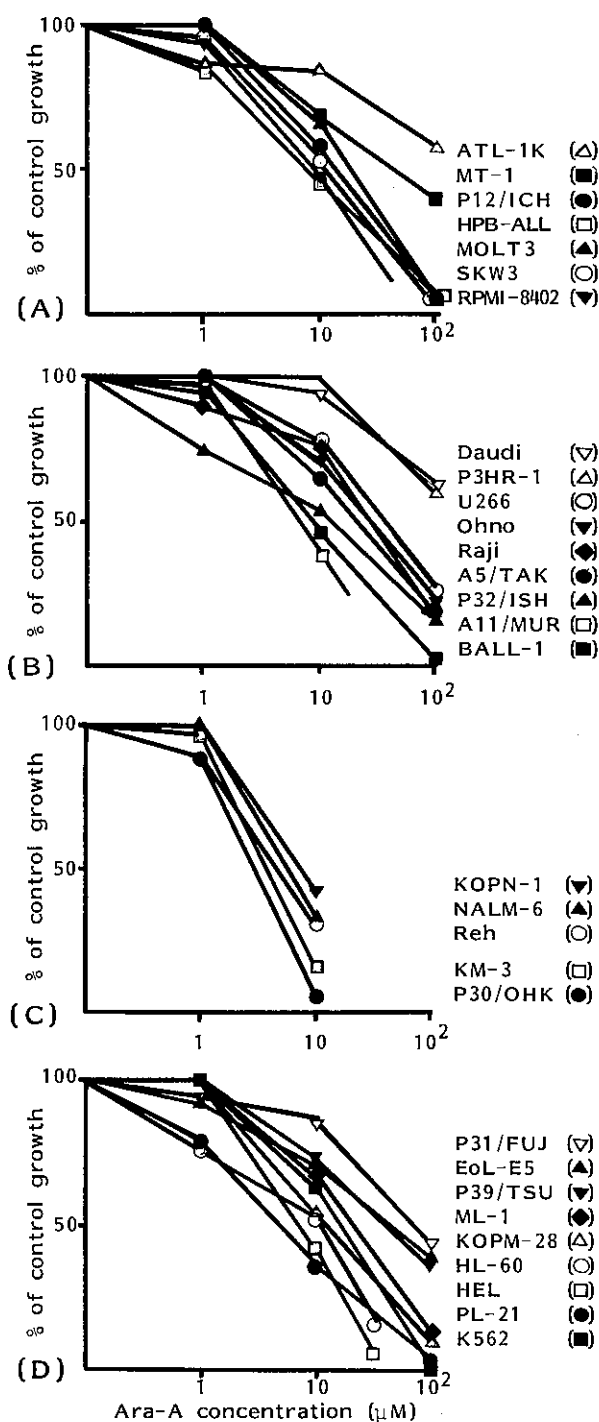 100
50
% of control growth
(A)
ATL-1K (△)
MT-1 (■)
P12/ICH (●)
HPB-ALL (□)
MOLT3 (▲)
SKW3 (○)
RPMI-8402 (▼)
1 10 10²
100
50
% of control growth
(B)
Daudi (▽)
P3HR-1 (△)
U266 (○)
Ohno (▼)
Raji (◆)
A5/TAK (●)
P32/ISH (▲)
A11/MUR (□)
BALL-1 (■)
1 10 10²
100
50
% of control growth
(C)
KOPN-1 (▼)
NALM-6 (▲)
Reh (○)
KM-3 (□)
P30/OHK (●)
1 10 10²
100
50
% of control growth
(D)
P31/FUJ (▽)
EoL-E5 (▲)
P39/TSU (▼)
ML-1 (◆)
KOPM-28 (△)
HL-60 (○)
HEL (□)
PL-21 (●)
K562 (■)
1 10 10²
Ara-A concentration (μM)